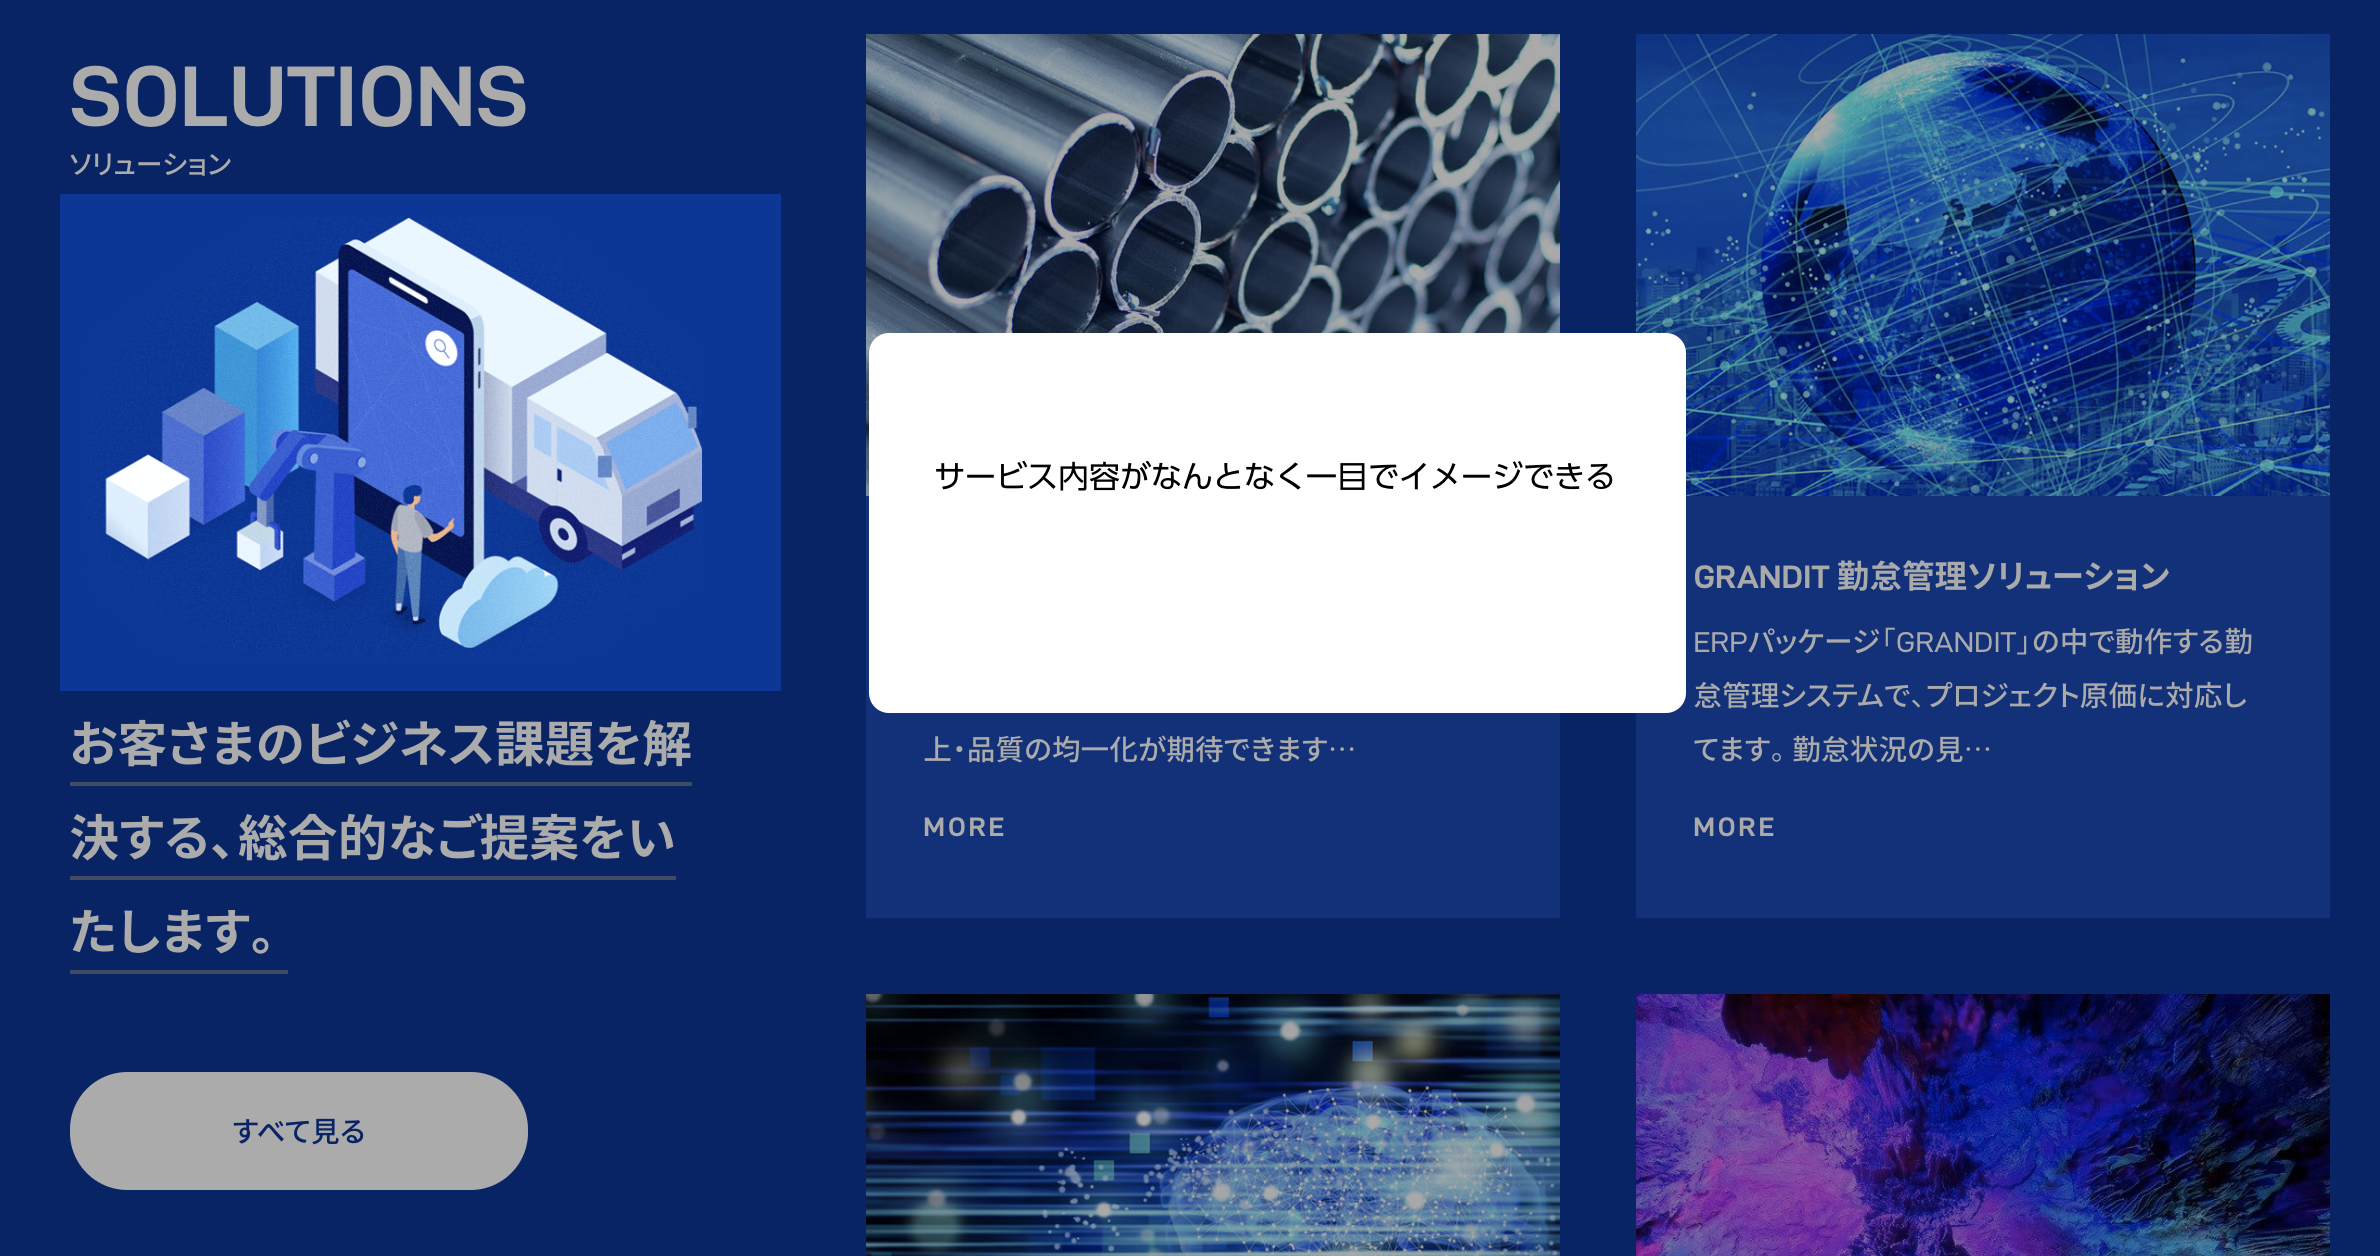 SOLUTIONS
ソリューション
お客さまのビジネス課題を解
決する、総合的なご提案をい
たします。
すべて見る
サービス内容がなんとなく一目でイメージできる
上・品質の均一化が期待できます…
MORE
GRANDIT 勤怠管理ソリューション
ERPパッケージ「GRANDIT」の中で動作する勤
怠管理システムで、プロジェクト原価に対応し
てます。勤怠状況の見…
MORE